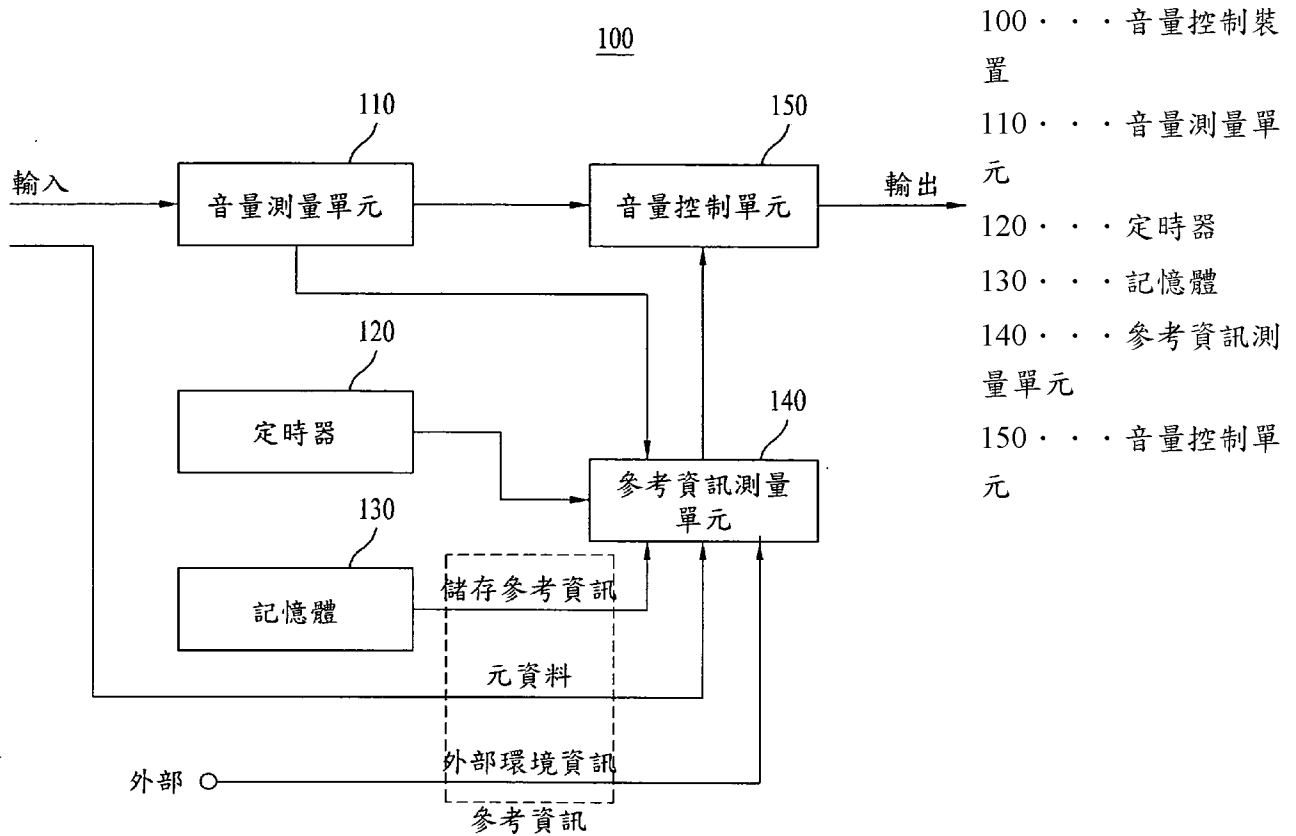 100
110
150
輸入
音量測量單元
音量控制單元
輸出
120
定時器
140
參考資訊測量
單元
130
記憶體
儲存參考資訊
元資料
外部環境資訊
外部
參考資訊
100・・・音量控制裝
置
110・・・音量測量單
元
120・・・定時器
130・・・記憶體
140・・・參考資訊測
量單元
150・・・音量控制單
元